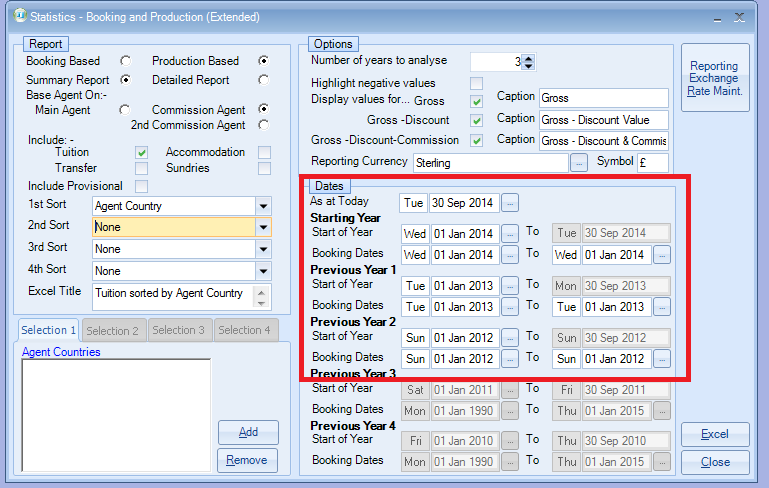 Statistics - Booking and Production (Extended)
Report
Booking Based Production Based
Summary Report Detailed Report
Base Agent On:-
Main Agent Commission Agent
2nd Commission Agent
Include: -
Tuition Accommodation
Transfer Sundries
Include Provisional
1st Sort Agent Country
2nd Sort None
3rd Sort None
4th Sort None
Excel Title Tuition sorted by Agent Country
Selection 1 Selection 2 Selection 3 Selection 4
Agent Countries
Add
Remove
Options
Number of years to analyse 3
Highlight negative values
Display values for... Gross Caption Gross
Gross -Discount Caption Gross - Discount Value
Gross -Discount-Commission Caption Gross - Discount & Commis
Reporting Currency Sterling ... Symbol £
Dates
As at Today Tue 30 Sep 2014 ...
Starting Year
Start of Year Wed 01 Jan 2014 ... To Tue 30 Sep 2014
Booking Dates Wed 01 Jan 2014 ... To Wed 01 Jan 2014 ...
Previous Year 1
Start of Year Tue 01 Jan 2013 ... To Mon 30 Sep 2013
Booking Dates Tue 01 Jan 2013 ... To Tue 01 Jan 2013 ...
Previous Year 2
Start of Year Sun 01 Jan 2012 ... To Sun 30 Sep 2012
Booking Dates Sun 01 Jan 2012 ... To Sun 01 Jan 2012 ...
Previous Year 3
Start of Year Sat 01 Jan 2011 ... To Fri 30 Sep 2011
Booking Dates Mon 01 Jan 1990 ... To Thu 01 Jan 2015 ...
Previous Year 4
Start of Year Fri 01 Jan 2010 ... To Thu 30 Sep 2010
Booking Dates Mon 01 Jan 1990 ... To Thu 01 Jan 2015 ...
Reporting
Exchange
Rate Maint.
Excel
Close